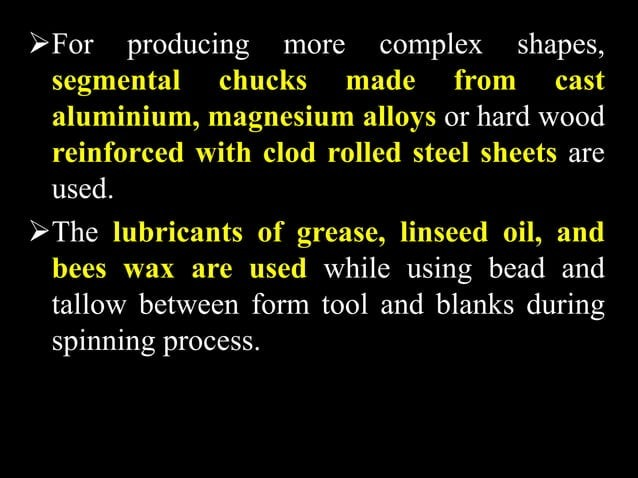 ➢For producing more complex shapes,
segmental chucks made from cast
aluminium, magnesium alloys or hard wood
reinforced with clod rolled steel sheets are
used.
➢The lubricants of grease, linseed oil, and
bees wax are used while using bead and
tallow between form tool and blanks during
spinning process.